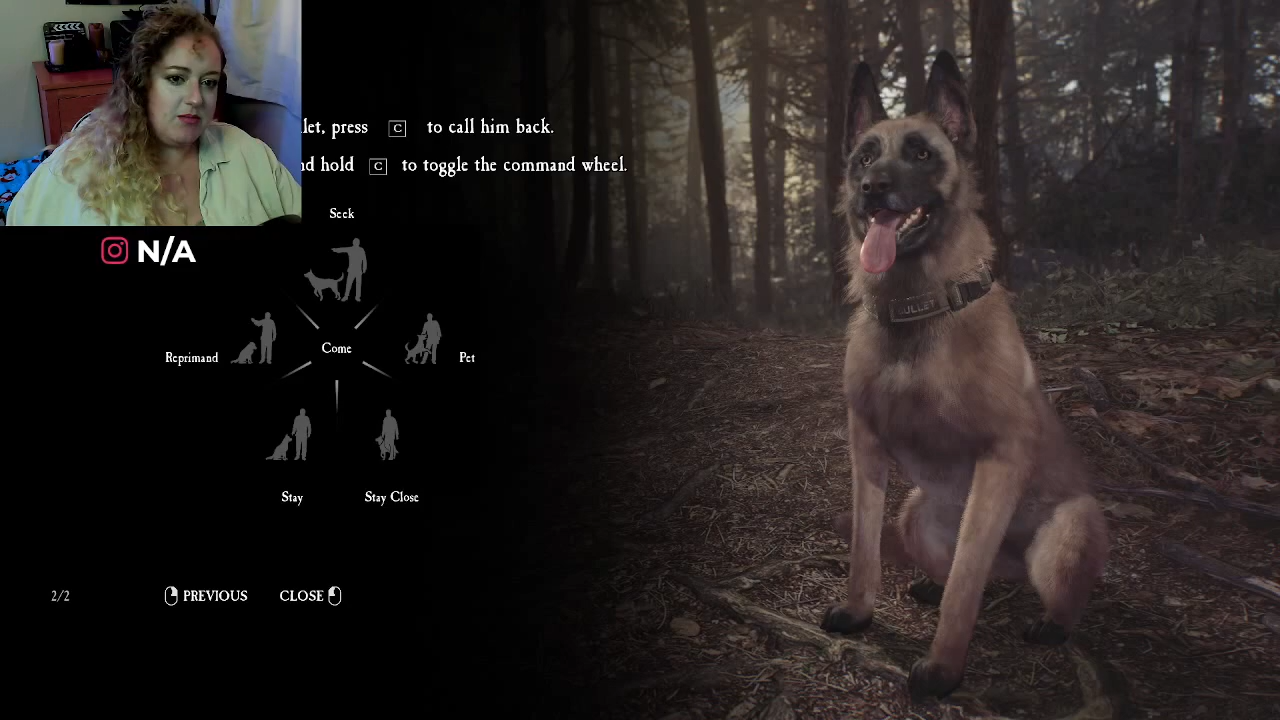 let, press C to call him back.
nd hold C to toggle the command wheel.
Seek
N/A
Come
Reprimand
Pet
Stay
Stay Close
2/2 PREVIOUS CLOSE
BULLET